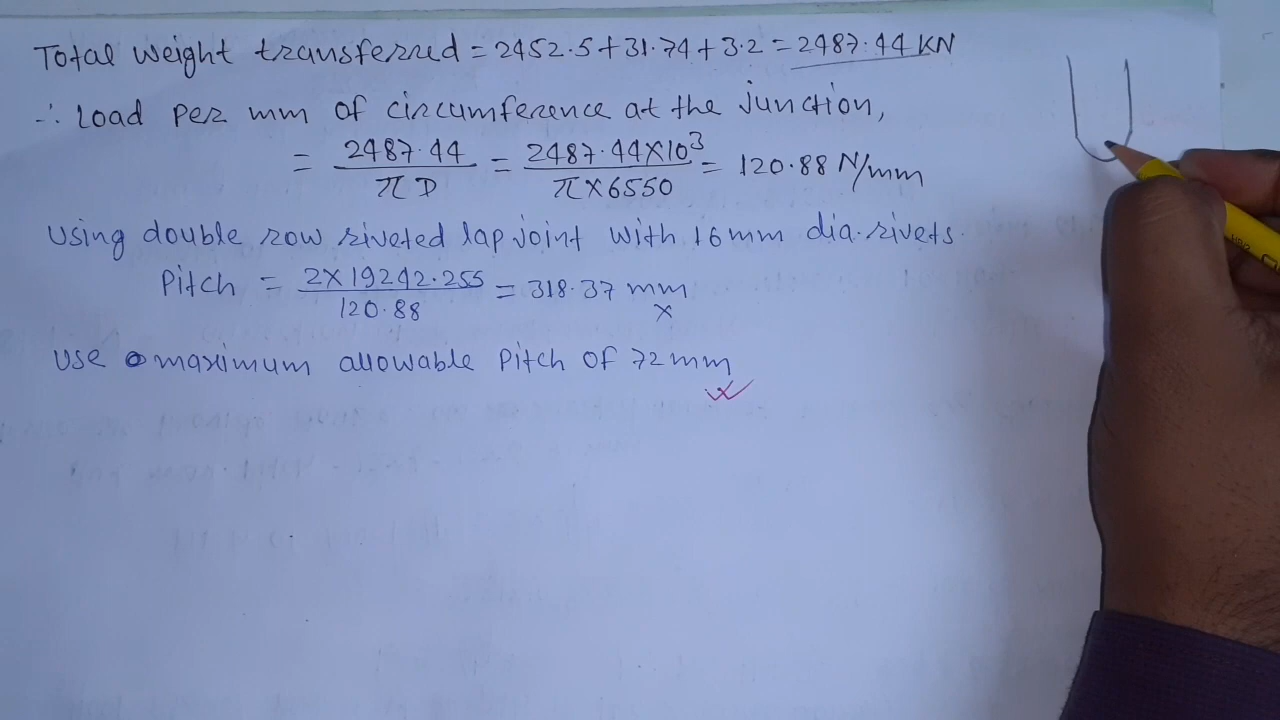 Total weight transferred = 2452.5 + 31.74 + 3.2 = 2487.44 KN
∴ Load per mm of circumference at the junction,
= 2487.44 / πD = 2487.44×10³ / π×6550 = 120.88 N/mm
Using double row riveted lap joint with 16mm dia. rivets.
Pitch = 2×19242.255 / 120.88 = 318.37 mm
×
Use maximum allowable Pitch of 72mm